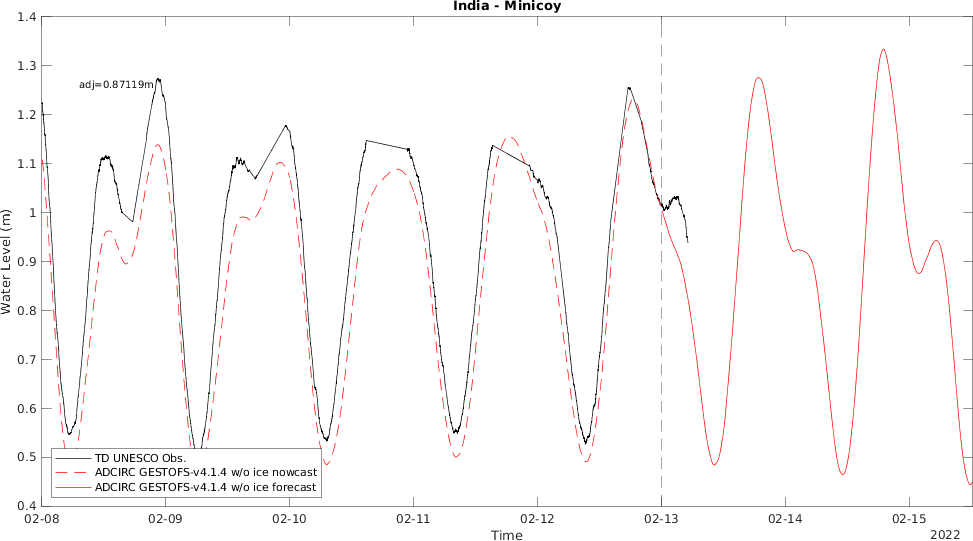 India - Minicoy
1.4
1.3
1.2
1.1
1
0.9
0.8
0.7
0.6
0.5
0.4
Water Level (m)
adj=0.87119m
TD UNESCO Obs.
ADCIRC GESTOFS-v4.1.4 w/o ice nowcast
ADCIRC GESTOFS-v4.1.4 w/o ice forecast
02-08 02-09 02-10 02-11 02-12 02-13 02-14 02-15
Time
2022